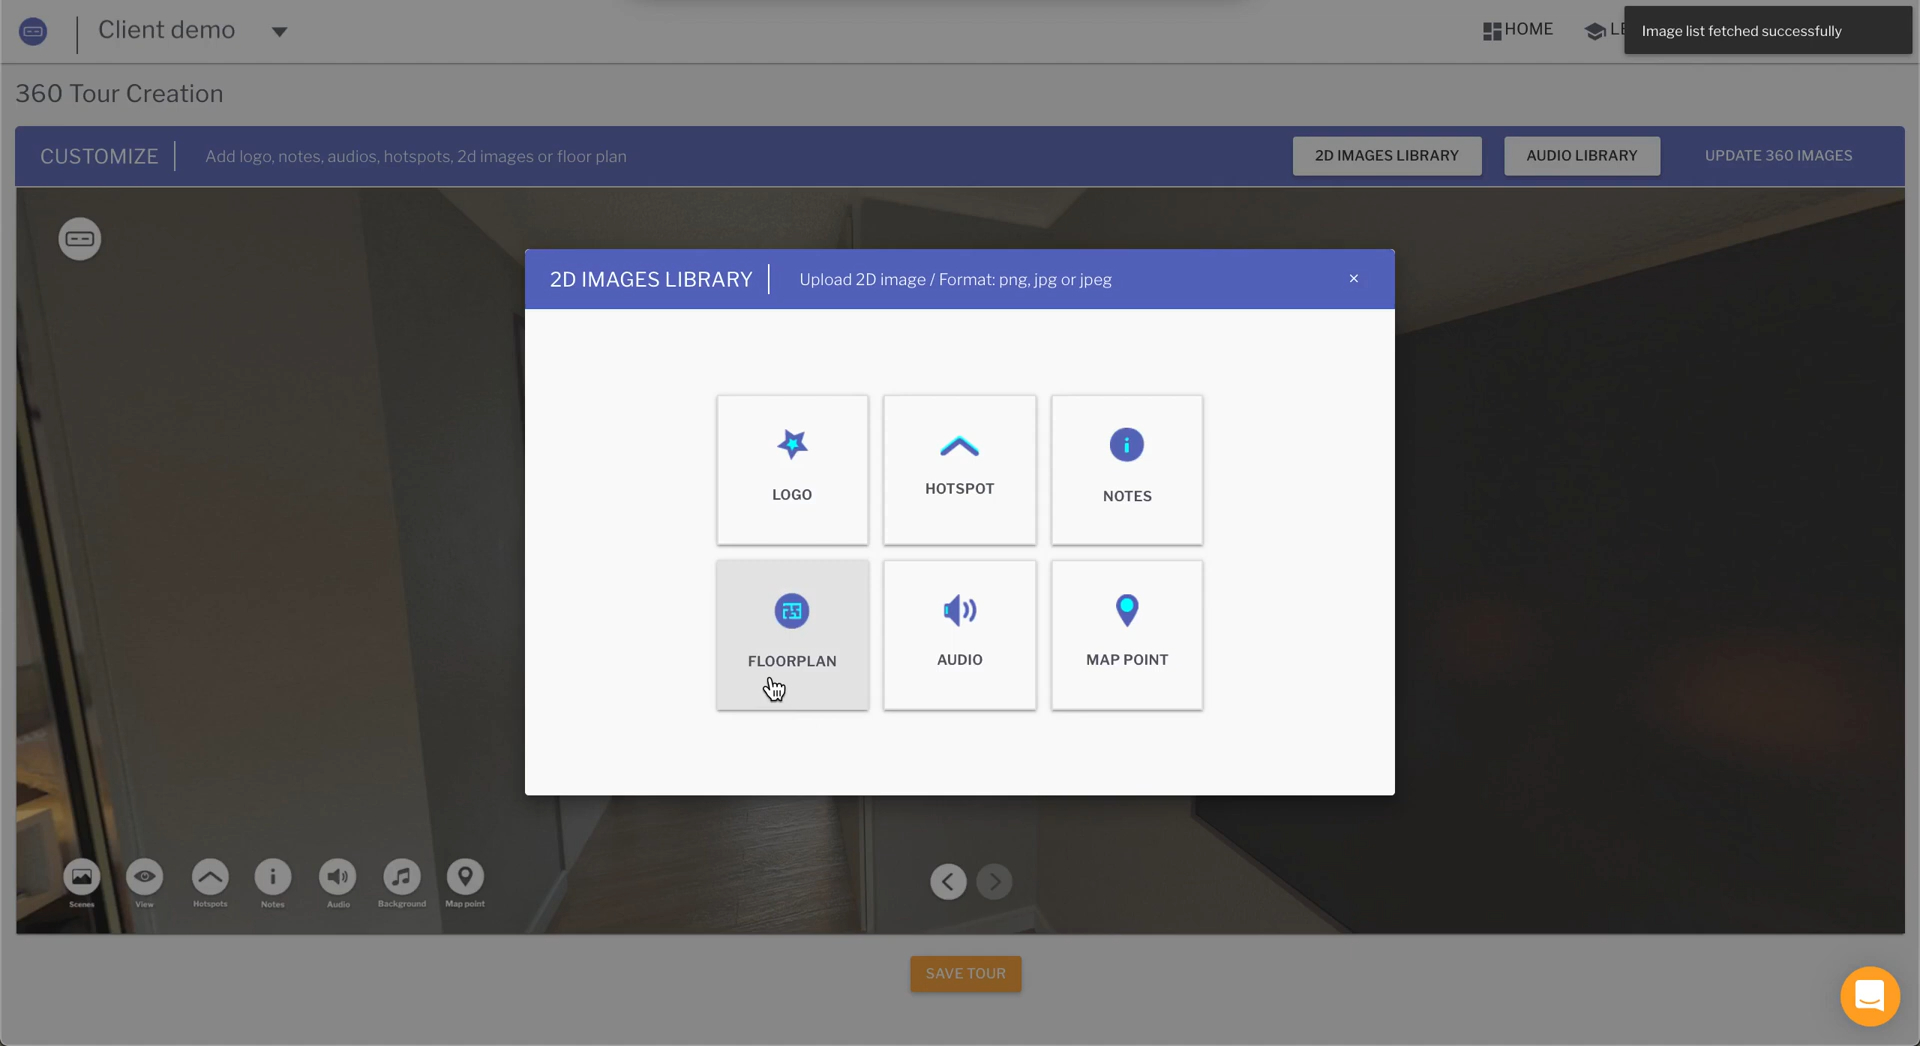 Client demo
HOME
LE
Image list fetched successfully
360 Tour Creation
CUSTOMIZE
Add logo, notes, audios, hotspots, 2d images or floor plan
2D IMAGES LIBRARY
AUDIO LIBRARY
UPDATE 360 IMAGES
2D IMAGES LIBRARY
Upload 2D image / Format: png, jpg or jpeg
×
LOGO
HOTSPOT
NOTES
FLOORPLAN
AUDIO
MAP POINT
Scenes
View
Hotspots
Notes
Audio
Background
Map point
SAVE TOUR